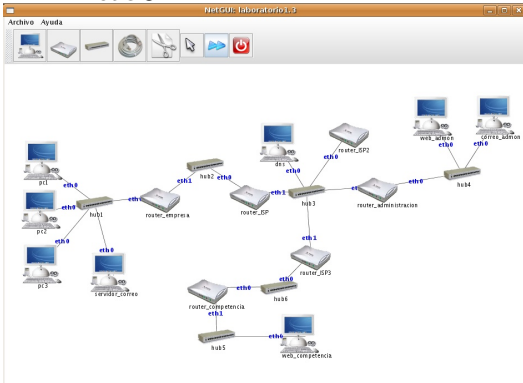 NetGUI: laboratorio1.3
Archivo Ayuda
pc1
eth0
pc2
eth0
pc3
eth0
servidor_correo
eth0
hub1
router_empresa
eth1
hub2
eth0
router_ISP
eth1
dns
eth0
hub3
router_ISP2
eth0
router_administracion
eth0
web_admon
eth0
correo_admon
eth0
hub4
eth1
router_ISP3
eth0
hub6
eth0
router_competencia
eth1
hub5
web_competencia